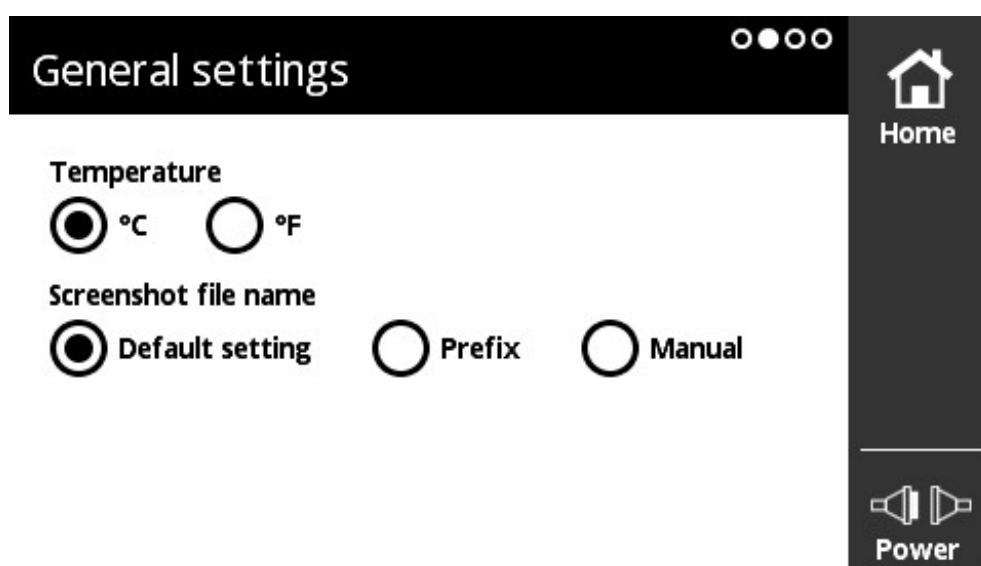 General settings
Home
Temperature
°C °F
Screenshot file name
Default setting Prefix Manual
Power